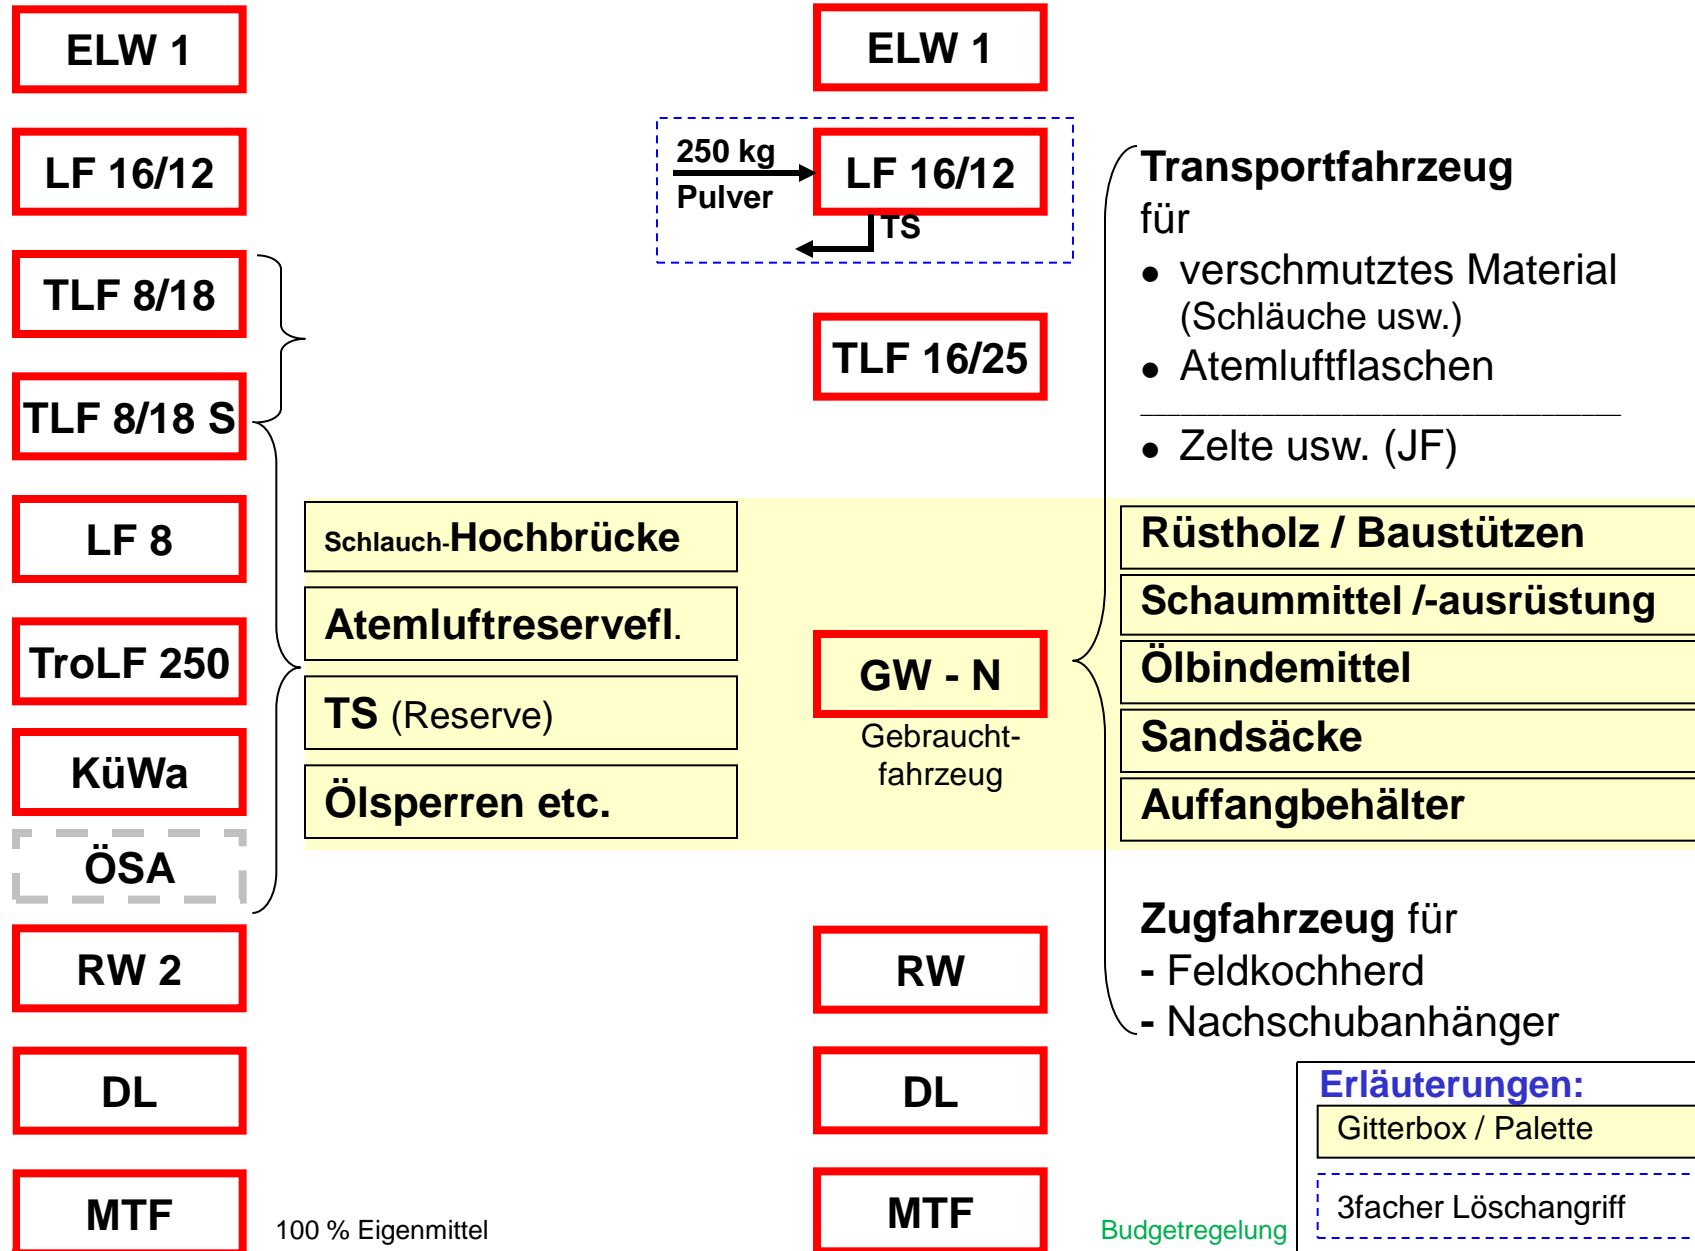 ELW 1
LF 16/12
TLF 8/18
TLF 8/18 S
LF 8
TroLF 250
KüWa
ÖSA
RW 2
DL
MTF
100 % Eigenmittel
Schlauch-Hochbrücke
Atemluftreservefl.
TS (Reserve)
Ölsperren etc.
ELW 1
250 kg
Pulver
LF 16/12
TS
TLF 16/25
GW - N
Gebraucht-
fahrzeug
RW
DL
MTF
Budgetregelung
Transportfahrzeug
für
● verschmutztes Material
(Schläuche usw.)
● Atemluftflaschen
● Zelte usw. (JF)
Rüstholz / Baustützen
Schaummittel /-ausrüstung
Ölbindemittel
Sandsäcke
Auffangbehälter
Zugfahrzeug für
- Feldkochherd
- Nachschubanhänger
Erläuterungen:
Gitterbox / Palette
3facher Löschangriff